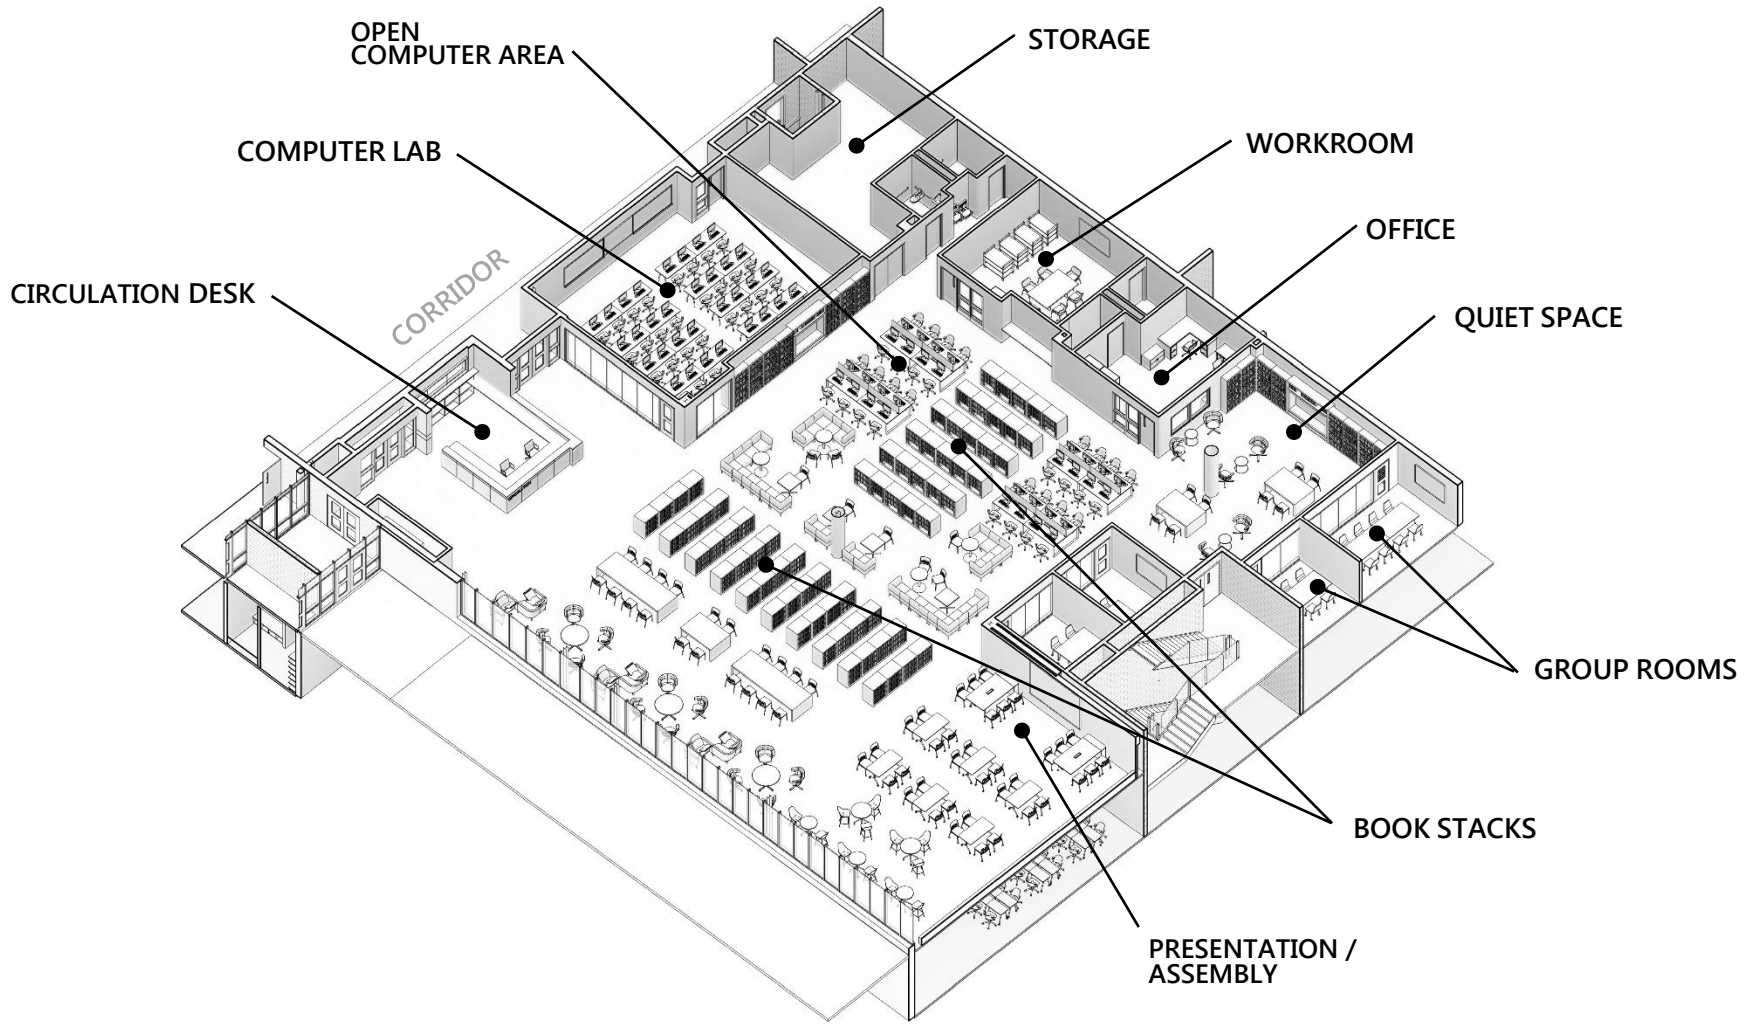 OPEN
COMPUTER AREA
STORAGE
COMPUTER LAB
WORKROOM
OFFICE
CORRIDOR
CIRCULATION DESK
QUIET SPACE
GROUP ROOMS
BOOK STACKS
PRESENTATION /
ASSEMBLY